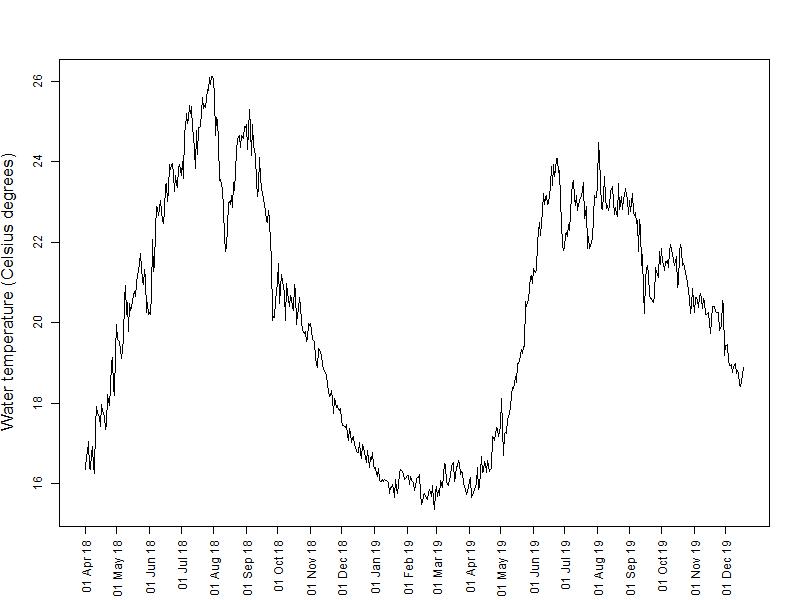 Water temperature (Celsius degrees)
26
24
22
20
18
16
01 Apr 18
01 May 18
01 Jun 18
01 Jul 18
01 Aug 18
01 Sep 18
01 Oct 18
01 Nov 18
01 Dec 18
01 Jan 19
01 Feb 19
01 Mar 19
01 Apr 19
01 May 19
01 Jun 19
01 Jul 19
01 Aug 19
01 Sep 19
01 Oct 19
01 Nov 19
01 Dec 19